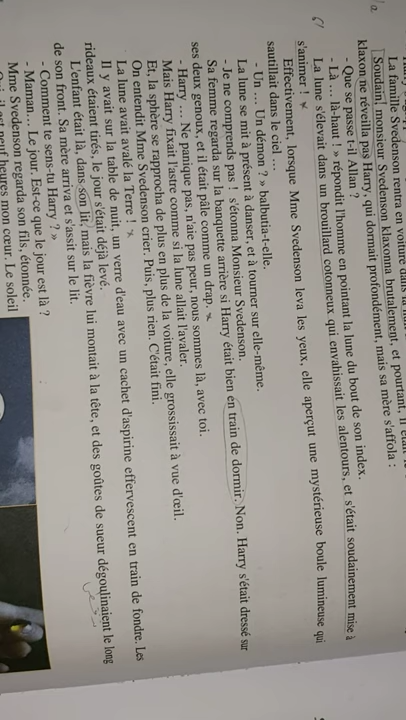 La famille Svedenson rentra en voiture dans la
klaxon ne réveilla pas Harry, qui dormait profondément, mais sa mère s'affola :
Soudain, monsieur Svedenson klaxonna brutalement, et pourtant, il
- Que se passe t-il Allan ?
- Là … là-haut ! » répondit l'homme en pointant la lune du bout de son index.
La lune s'élevait dans un brouillard cotonneux qui envahissait les alentours, et s'était soudainement mise à
s'animer !
Effectivement, lorsque Mme Svedenson leva les yeux, elle aperçut une mystérieuse boule lumineuse qui
sautillait dans le ciel …
- Un … Un démon ? » balbutia-t-elle.
La lune se mit à présent à danser, et à tourner sur elle-même.
- Je ne comprends pas ! s'étonna Monsieur Svedenson.
Sa femme regarda sur la banquette arrière si Harry était bien en train de dormir. Non. Harry s'était dressé sur
ses deux genoux, et il était pâle comme un drap.
- Harry … Ne panique pas, n'aie pas peur, nous sommes là, avec toi.
Mais Harry fixait l'astre comme si la lune allait l'avaler.
Et, la sphère se rapprocha de plus en plus de la voiture, elle grossissait à vue d'œil.
On entendit Mme Svedenson crier. Puis, plus rien. C'était fini.
La lune avait avalé la Terre !
Il y avait sur la table de nuit, un verre d'eau avec un cachet d'aspirine effervescent en train de fondre. Les
rideaux étaient tirés, le jour s'était déjà levé.
L'enfant était là, dans son lit, mais la fièvre lui montait à la tête, et des goûtes de sueur dégoulinaient le long
de son front. Sa mère arriva et s'assit sur le lit.
- Comment te sens-tu Harry ? »
- Maman… Le jour. Est-ce que le jour est là ?
Mme Svedenson regarda son fils, étonnée.
- Oui, il est neuf heures mon cœur. Le soleil